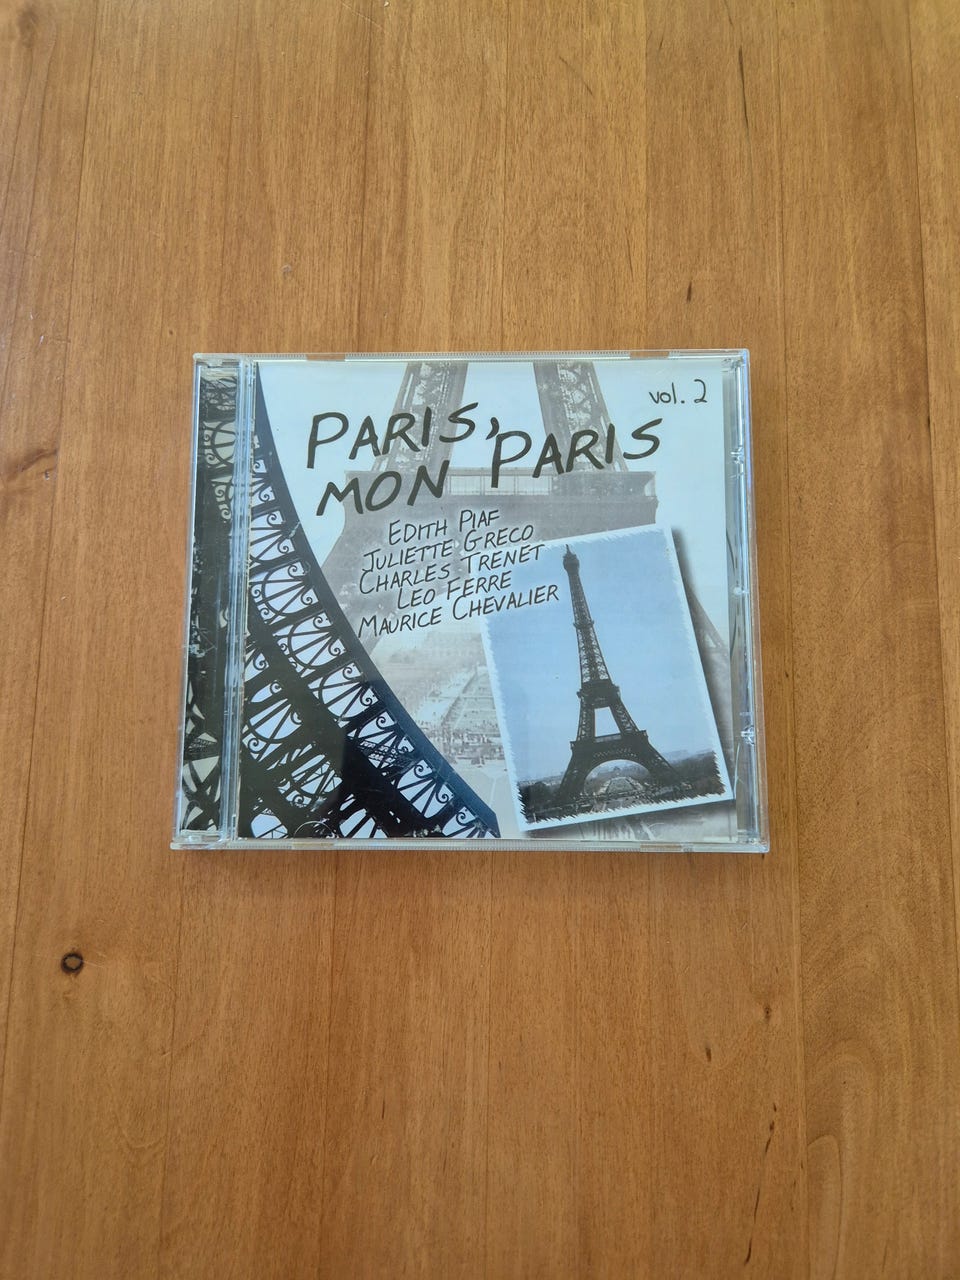 vol. 2
PARIS,
MON PARIS
EDITH PIAF
JULIETTE GRECO
CHARLES TRENET
LEO FERRE
MAURICE CHEVALIER